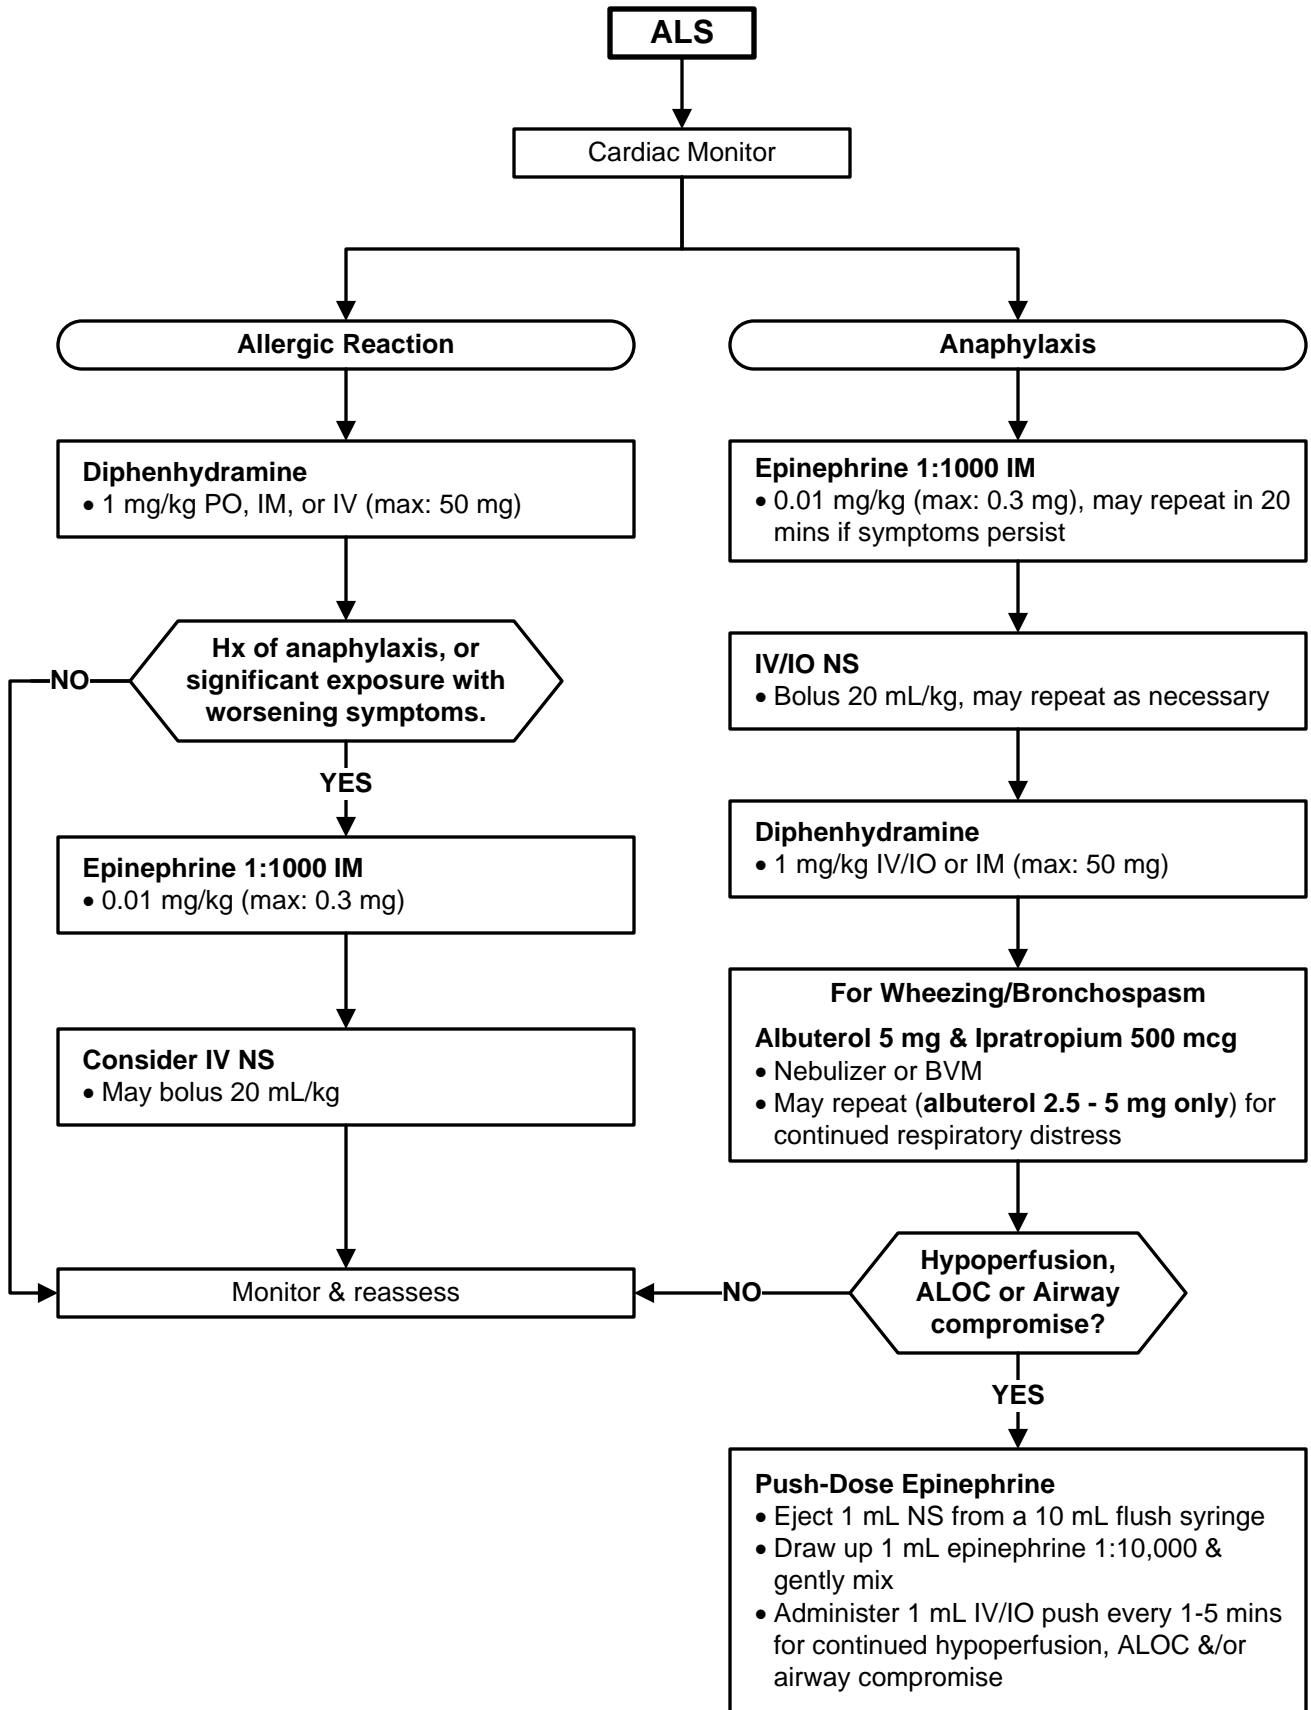 ALS
Cardiac Monitor
Allergic Reaction
Diphenhydramine
• 1 mg/kg PO, IM, or IV (max: 50 mg)
Hx of anaphylaxis, or
significant exposure with
worsening symptoms.
NO
YES
Epinephrine 1:1000 IM
• 0.01 mg/kg (max: 0.3 mg)
Consider IV NS
• May bolus 20 mL/kg
Monitor & reassess
Anaphylaxis
Epinephrine 1:1000 IM
• 0.01 mg/kg (max: 0.3 mg), may repeat in 20
mins if symptoms persist
IV/IO NS
• Bolus 20 mL/kg, may repeat as necessary
Diphenhydramine
• 1 mg/kg IV/IO or IM (max: 50 mg)
For Wheezing/Bronchospasm
Albuterol 5 mg & Ipratropium 500 mcg
• Nebulizer or BVM
• May repeat (albuterol 2.5 - 5 mg only) for
continued respiratory distress
Hypoperfusion,
ALOC or Airway
compromise?
NO
YES
Push-Dose Epinephrine
• Eject 1 mL NS from a 10 mL flush syringe
• Draw up 1 mL epinephrine 1:10,000 &
gently mix
• Administer 1 mL IV/IO push every 1-5 mins
for continued hypoperfusion, ALOC &/or
airway compromise